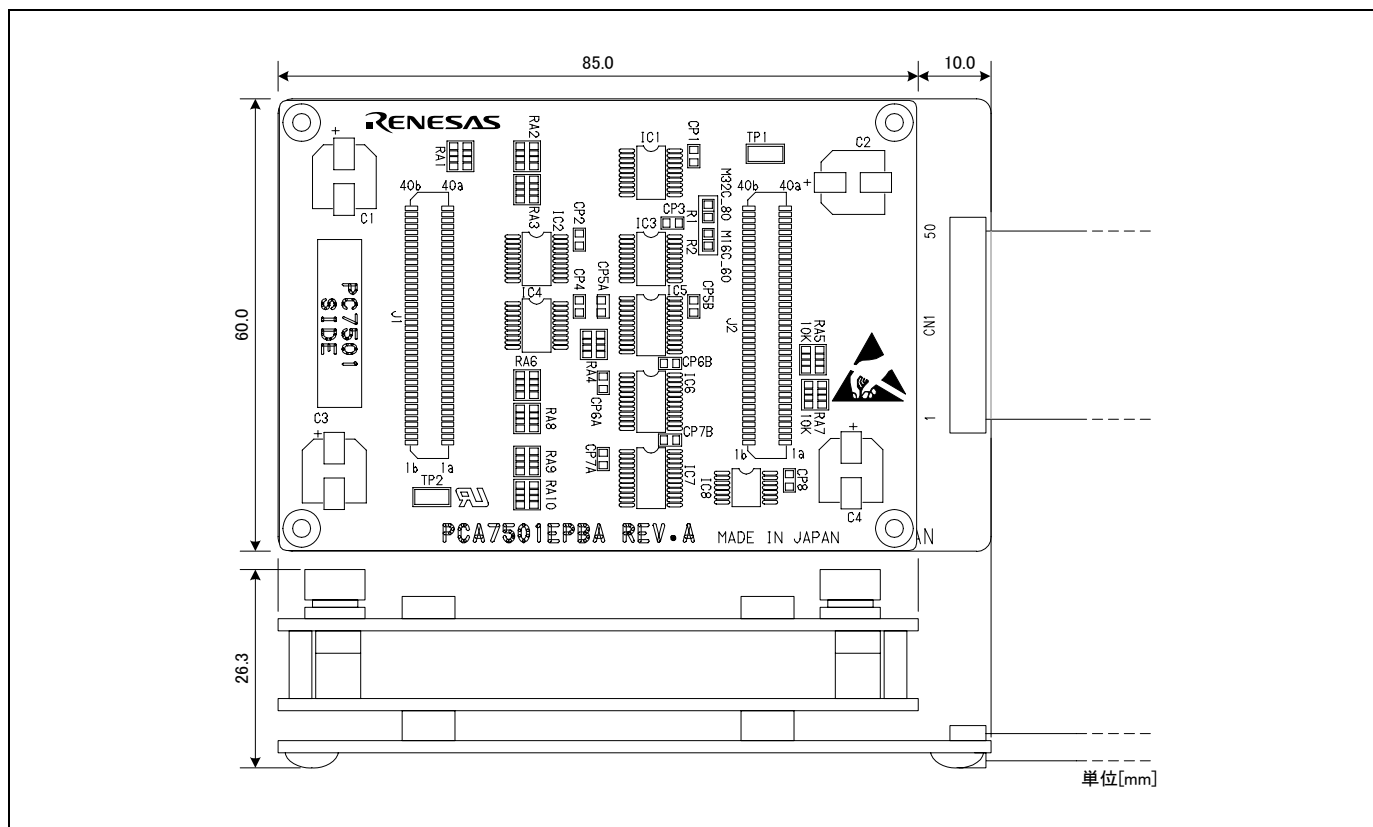 85.0
10.0
60.0
RENESAS
RA1
RA2
RA3
IC1
CP1
TP1
C2
+
+
C1
40b 40a
40b 40a
M32C_80
M16C_60
CP3
R1
R2
IC2
CP2
IC3
50
PC7501
SIDE
J1
IC4
CP4
CP5A
IC5
CP5B
J2
CN1
RA5
10K
RA4
RA6
CP6B
IC6
CP6A
RA7
10K
1
RA8
CP7B
C3
+
+
1b 1a
1b 1a
RA9
CP7A
IC7
IC8
CP8
TP2
RU
RA10
C4
PCA7501EPBA REV.A
MADE IN JAPAN
AN
26.3
単位[mm]